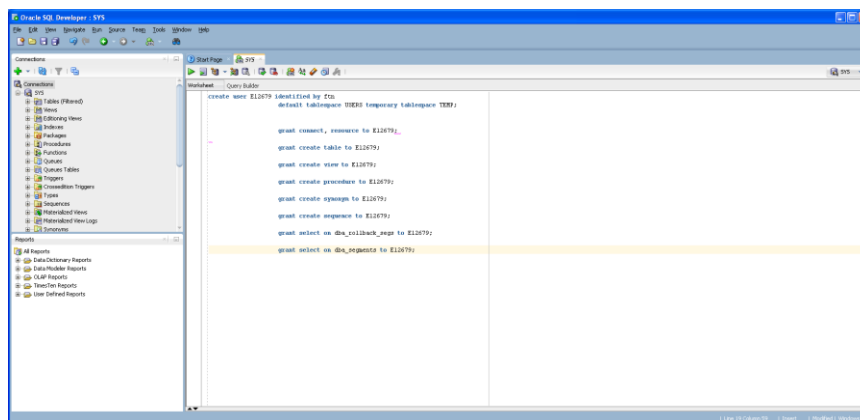 Oracle SQL Developer : SYS
File Edit View Navigate Run Source Team Tools Window Help
Connections
Start Page
SYS
SYS
Worksheet Query Builder
Connections
SYS
Tables (Filtered)
Views
Editioning Views
Indexes
Packages
Procedures
Functions
Queues
Queues Tables
Triggers
Crossedition Triggers
Types
Sequences
Materialized Views
Materialized View Logs
Synonyms
create user E12679 identified by ftn
default tablespace USERS temporary tablespace TEMP;
grant connect, resource to E12679;
grant create table to E12679;
grant create view to E12679;
grant create procedure to E12679;
grant create synonym to E12679;
grant create sequence to E12679;
grant select on dba_rollback_segs to E12679;
grant select on dba_segments to E12679;
Reports
All Reports
Data Dictionary Reports
Data Modeler Reports
OLAP Reports
TimesTen Reports
User Defined Reports
Insert
Modified